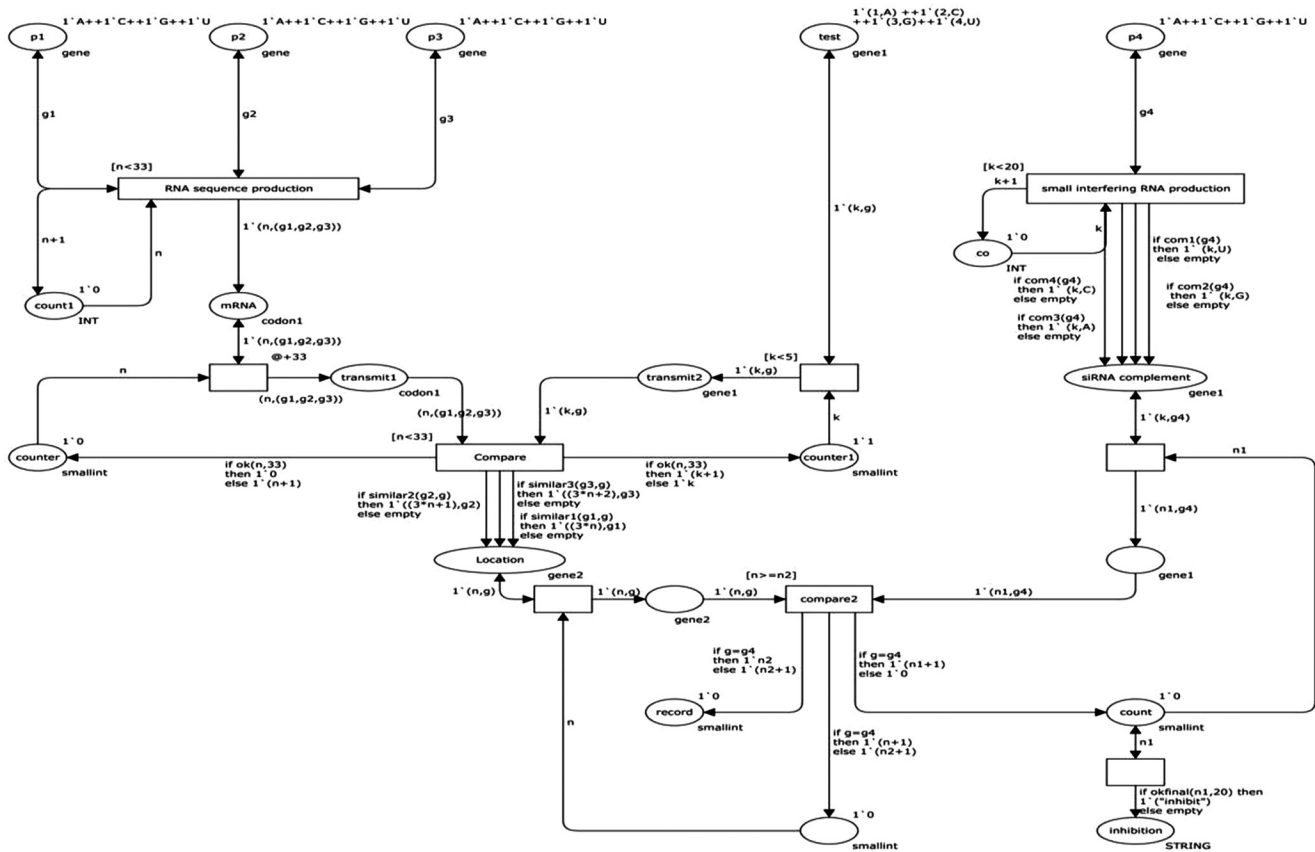 1`A++1`C++1`G++1`U
p1
gene
1`A++1`C++1`G++1`U
p2
gene
1`A++1`C++1`G++1`U
p3
gene
1`(1,A) ++1`(2,C)
++1`(3,G)++1`(4,U)
test
gene1
1`A++1`C++1`G++1`U
p4
gene
g1
g2
g3
g4
[n<33]
RNA sequence production
[k<20]
small interfering RNA production
k+1
1`(k,g)
n+1
n
1`(n,(g1,g2,g3))
1`0
co
INT
k
if com1(g4)
then 1` (k,U)
else empty
if com4(g4)
then 1` (k,C)
else empty
if com2(g4)
then 1` (k,G)
else empty
if com3(g4)
then 1` (k,A)
else empty
1`0
count1
INT
mRNA
codon1
1`(n,(g1,g2,g3))
@+33
n
(n,(g1,g2,g3))
transmit1
codon1
(n,(g1,g2,g3))
transmit2
gene1
1`(k,g)
1`(k,g)
[k<5]
k
siRNA complement
gene1
1`(k,g4)
1`0
counter
smallint
[n<33]
Compare
if ok(n,33)
then 1`0
else 1`(n+1)
if ok(n,33)
then 1`(k+1)
else 1`k
1`1
counter1
smallint
n1
if similar2(g2,g)
then 1`((3*n+1),g2)
else empty
if similar3(g3,g)
then 1`((3*n+2),g3)
else empty
if similar1(g1,g)
then 1`((3*n),g1)
else empty
1`(n1,g4)
Location
gene2
gene1
1`(n,g)
1`(n,g)
gene2
1`(n,g)
[n>=n2]
compare2
1`(n1,g4)
if g=g4
then 1`n2
else 1`(n2+1)
if g=g4
then 1`(n1+1)
else 1`0
1`0
record
smallint
n
if g=g4
then 1`(n+1)
else 1`(n2+1)
1`0
count
smallint
n1
if okfinal(n1,20) then
1`("inhibit")
else empty
1`0
smallint
inhibition
STRING